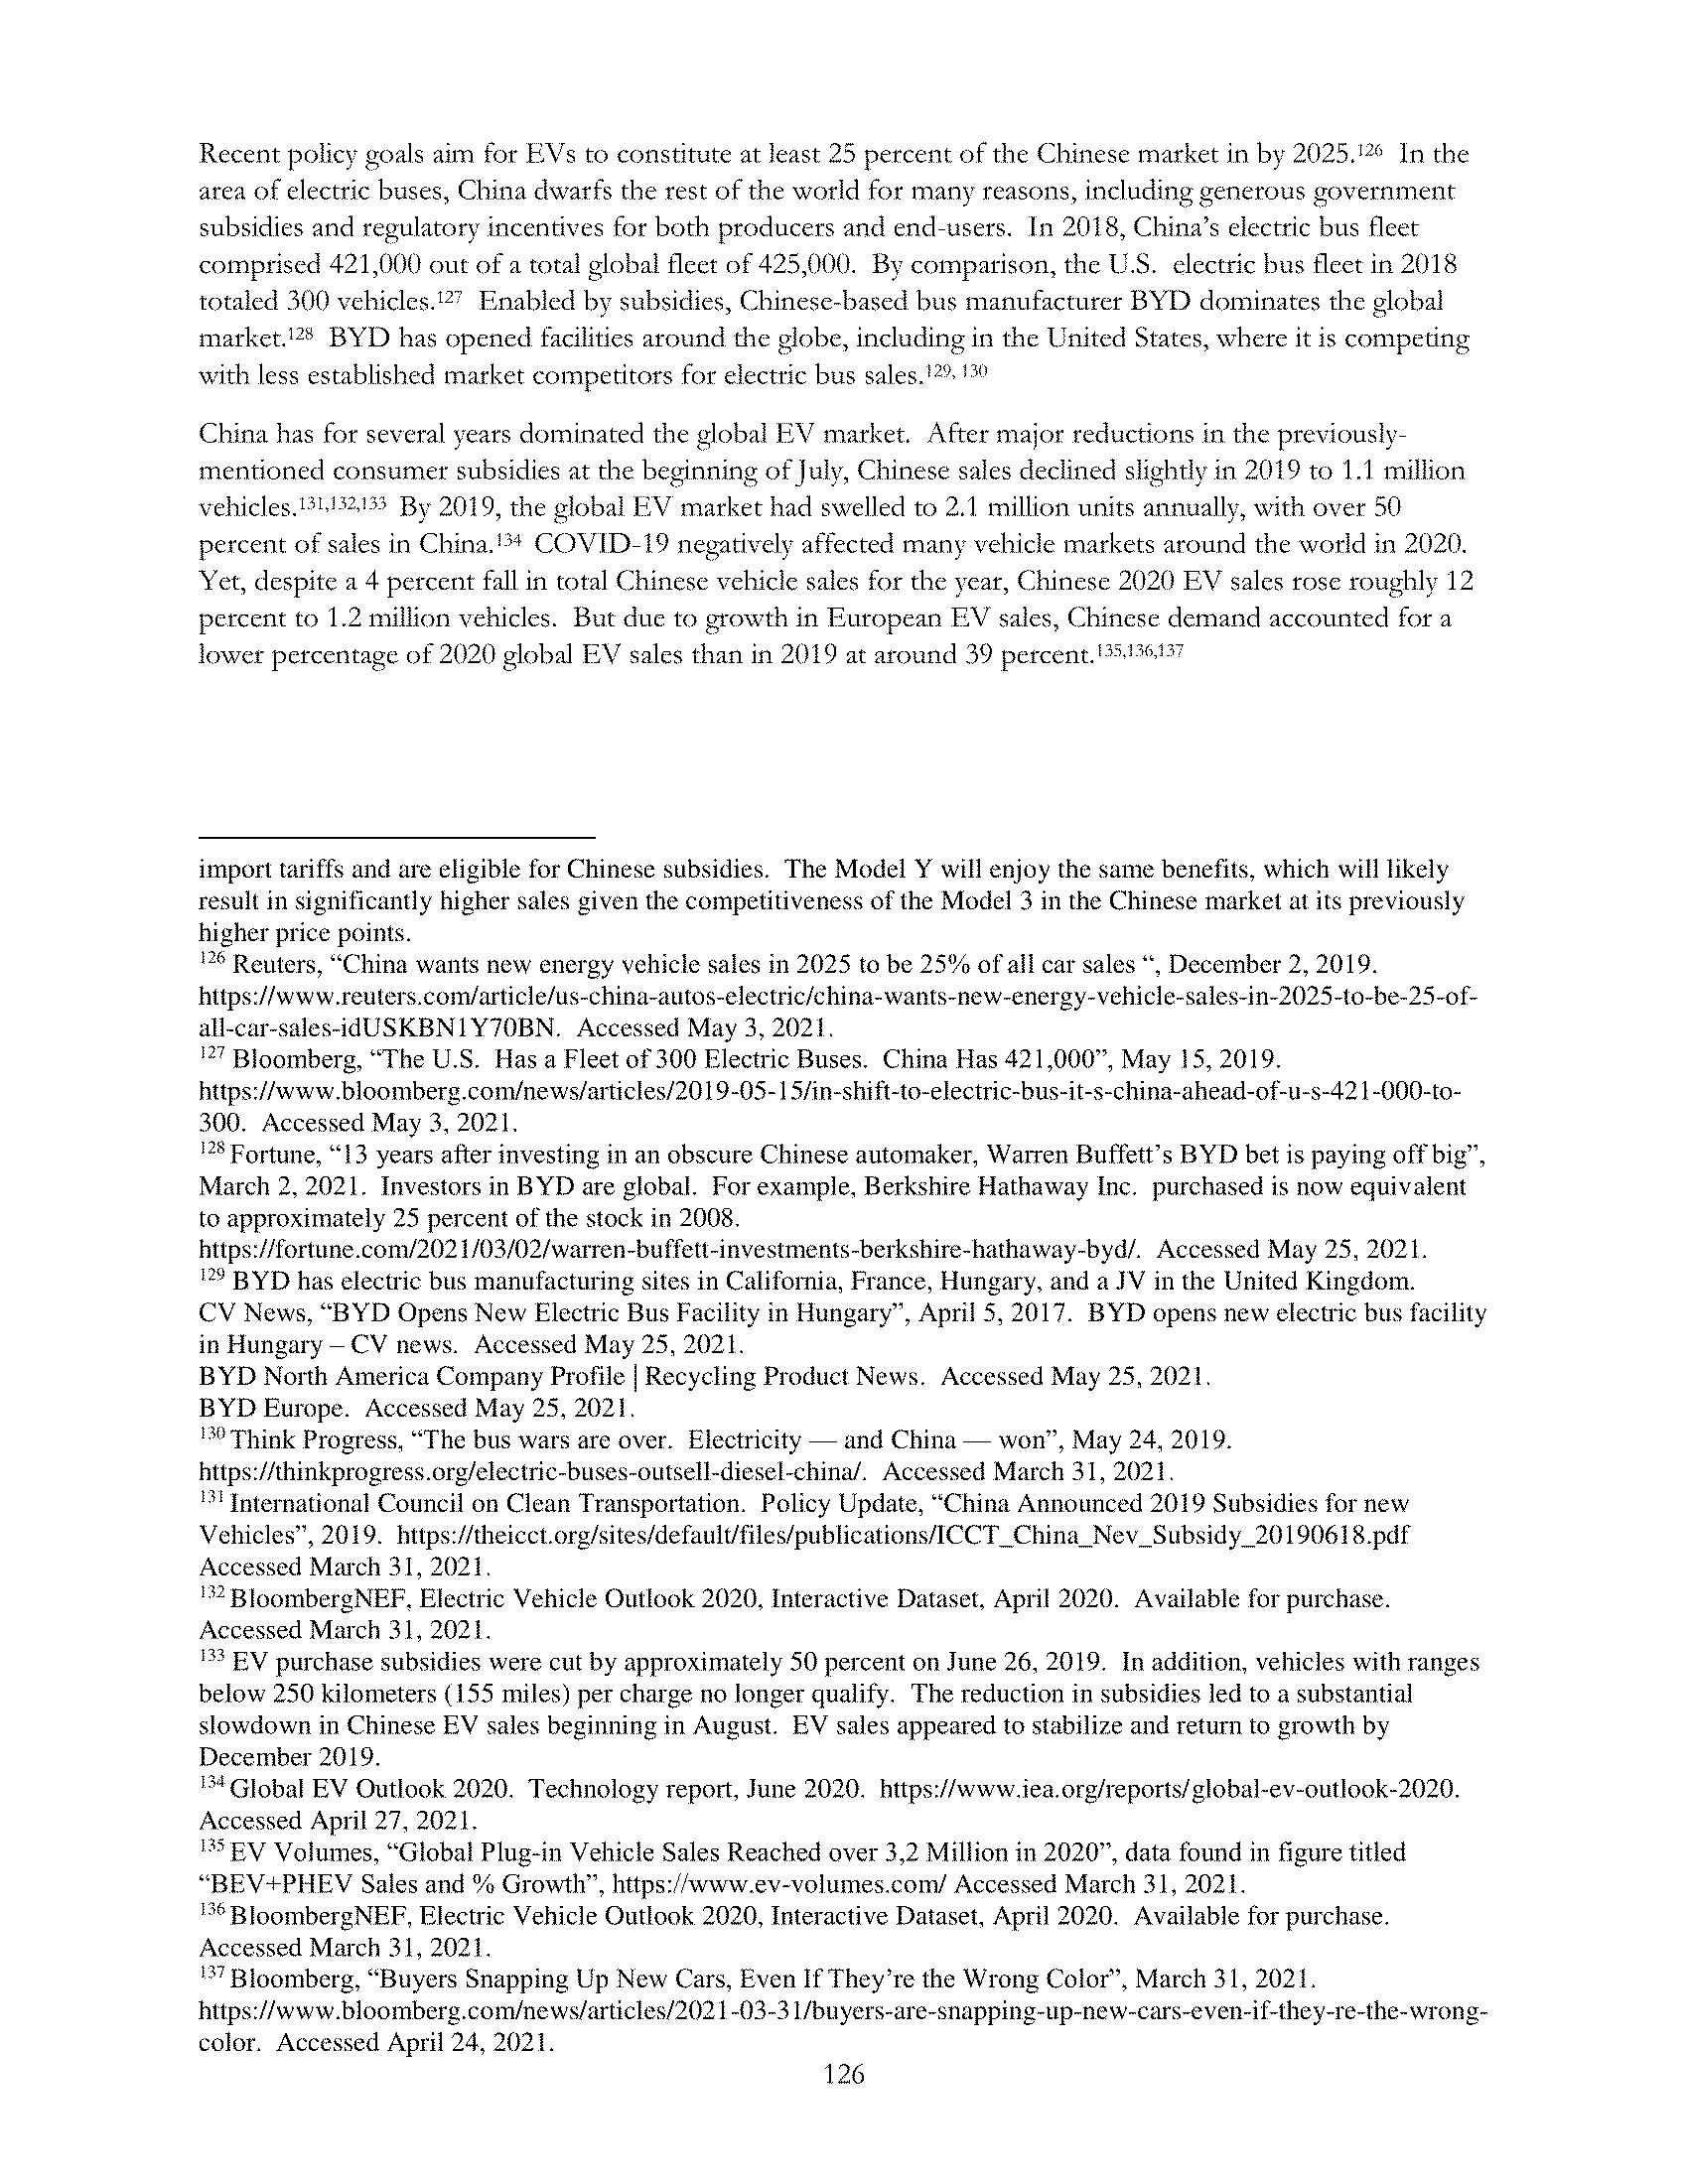 Recent policy goals aim for EVs to constitute at least 25 percent of the Chinese market in by 2025.126 In the
area of electric buses, China dwarfs the rest of the world for many reasons, including generous government
subsidies and regulatory incentives for both producers and end-users. In 2018, China’s electric bus fleet
comprised 421,000 out of a total global fleet of 425,000. By comparison, the U.S. electric bus fleet in 2018
totaled 300 vehicles.127 Enabled by subsidies, Chinese-based bus manufacturer BYD dominates the global
market.128 BYD has opened facilities around the globe, including in the United States, where it is competing
with less established market competitors for electric bus sales.129, 130
China has for several years dominated the global EV market. After major reductions in the previously-
mentioned consumer subsidies at the beginning of July, Chinese sales declined slightly in 2019 to 1.1 million
vehicles.131,132,133 By 2019, the global EV market had swelled to 2.1 million units annually, with over 50
percent of sales in China.134 COVID-19 negatively affected many vehicle markets around the world in 2020.
Yet, despite a 4 percent fall in total Chinese vehicle sales for the year, Chinese 2020 EV sales rose roughly 12
percent to 1.2 million vehicles. But due to growth in European EV sales, Chinese demand accounted for a
lower percentage of 2020 global EV sales than in 2019 at around 39 percent.135,136,137
import tariffs and are eligible for Chinese subsidies. The Model Y will enjoy the same benefits, which will likely
result in significantly higher sales given the competitiveness of the Model 3 in the Chinese market at its previously
higher price points.
126 Reuters, “China wants new energy vehicle sales in 2025 to be 25% of all car sales “, December 2, 2019.
https://www.reuters.com/article/us-china-autos-electric/china-wants-new-energy-vehicle-sales-in-2025-to-be-25-of-
all-car-sales-idUSKBN1Y70BN. Accessed May 3, 2021.
127 Bloomberg, “The U.S. Has a Fleet of 300 Electric Buses. China Has 421,000”, May 15, 2019.
https://www.bloomberg.com/news/articles/2019-05-15/in-shift-to-electric-bus-it-s-china-ahead-of-u-s-421-000-to-
300. Accessed May 3, 2021.
128 Fortune, “13 years after investing in an obscure Chinese automaker, Warren Buffett’s BYD bet is paying off big”,
March 2, 2021. Investors in BYD are global. For example, Berkshire Hathaway Inc. purchased is now equivalent
to approximately 25 percent of the stock in 2008.
https://fortune.com/2021/03/02/warren-buffett-investments-berkshire-hathaway-byd/. Accessed May 25, 2021.
129 BYD has electric bus manufacturing sites in California, France, Hungary, and a JV in the United Kingdom.
CV News, “BYD Opens New Electric Bus Facility in Hungary”, April 5, 2017. BYD opens new electric bus facility
in Hungary – CV news. Accessed May 25, 2021.
BYD North America Company Profile | Recycling Product News. Accessed May 25, 2021.
BYD Europe. Accessed May 25, 2021.
130 Think Progress, “The bus wars are over. Electricity — and China — won”, May 24, 2019.
https://thinkprogress.org/electric-buses-outsell-diesel-china/. Accessed March 31, 2021.
131 International Council on Clean Transportation. Policy Update, “China Announced 2019 Subsidies for new
Vehicles”, 2019. https://theicct.org/sites/default/files/publications/ICCT_China_Nev_Subsidy_20190618.pdf
Accessed March 31, 2021.
132 BloombergNEF, Electric Vehicle Outlook 2020, Interactive Dataset, April 2020. Available for purchase.
Accessed March 31, 2021.
133 EV purchase subsidies were cut by approximately 50 percent on June 26, 2019. In addition, vehicles with ranges
below 250 kilometers (155 miles) per charge no longer qualify. The reduction in subsidies led to a substantial
slowdown in Chinese EV sales beginning in August. EV sales appeared to stabilize and return to growth by
December 2019.
134 Global EV Outlook 2020. Technology report, June 2020. https://www.iea.org/reports/global-ev-outlook-2020.
Accessed April 27, 2021.
135 EV Volumes, “Global Plug-in Vehicle Sales Reached over 3,2 Million in 2020”, data found in figure titled
“BEV+PHEV Sales and % Growth”, https://www.ev-volumes.com/ Accessed March 31, 2021.
136 BloombergNEF, Electric Vehicle Outlook 2020, Interactive Dataset, April 2020. Available for purchase.
Accessed March 31, 2021.
137 Bloomberg, “Buyers Snapping Up New Cars, Even If They’re the Wrong Color”, March 31, 2021.
https://www.bloomberg.com/news/articles/2021-03-31/buyers-are-snapping-up-new-cars-even-if-they-re-the-wrong-
color. Accessed April 24, 2021.
126